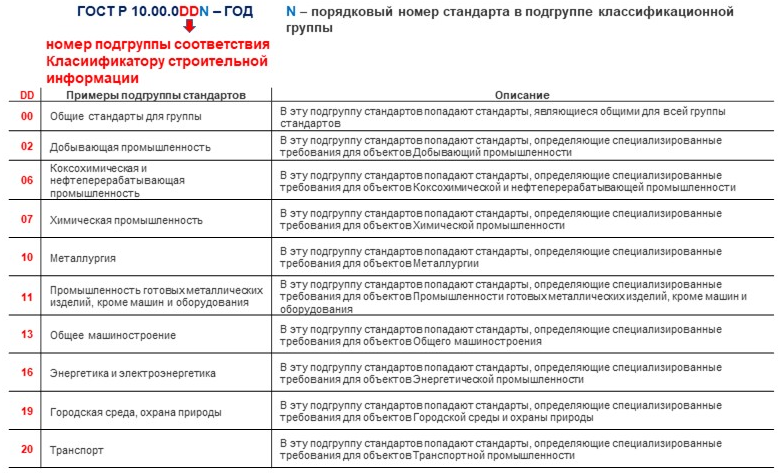 ГОСТ Р 10.00.0DDN – ГОД
N – порядковый номер стандарта в подгруппе классификационной
группы
номер подгруппы соответствия
Класиификатору строительной
информации
DD Примеры подгруппы стандартов Описание
00 Общие стандарты для группы
В эту подгруппу стандартов попадают стандарты, являющиеся общими для всей группы
стандартов
02 Добывающая промышленность
В эту подгруппу стандартов попадают стандарты, определяющие специализированные
требования для объектов Добывающий промышленности
06
Коксохимическая и
нефтеперерабатывающая
промышленность
В эту подгруппу стандартов попадают стандарты, определяющие специализированные
требования для объектов Коксохимической и нефтеперерабатывающей промышленности
07 Химическая промышленность
В эту подгруппу стандартов попадают стандарты, определяющие специализированные
требования для объектов Химической промышленности
10 Металлургия
В эту подгруппу стандартов попадают стандарты, определяющие специализированные
требования для объектов Металлургии
11
Промышленность готовых металлических
изделий, кроме машин и оборудования
В эту подгруппу стандартов попадают стандарты, определяющие специализированные
требования для объектов Промышленности готовых металлических изделий, кроме машин и
оборудования
13 Общее машиностроение
В эту подгруппу стандартов попадают стандарты, определяющие специализированные
требования для объектов Общего машиностроения
16 Энергетика и электроэнергетика
В эту подгруппу стандартов попадают стандарты, определяющие специализированные
требования для объектов Энергетической промышленности
19 Городская среда, охрана природы
В эту подгруппу стандартов попадают стандарты, определяющие специализированные
требования для объектов Городской среды и охраны природы
20 Транспорт
В эту подгруппу стандартов попадают стандарты, определяющие специализированные
требования для объектов Транспортной промышленности